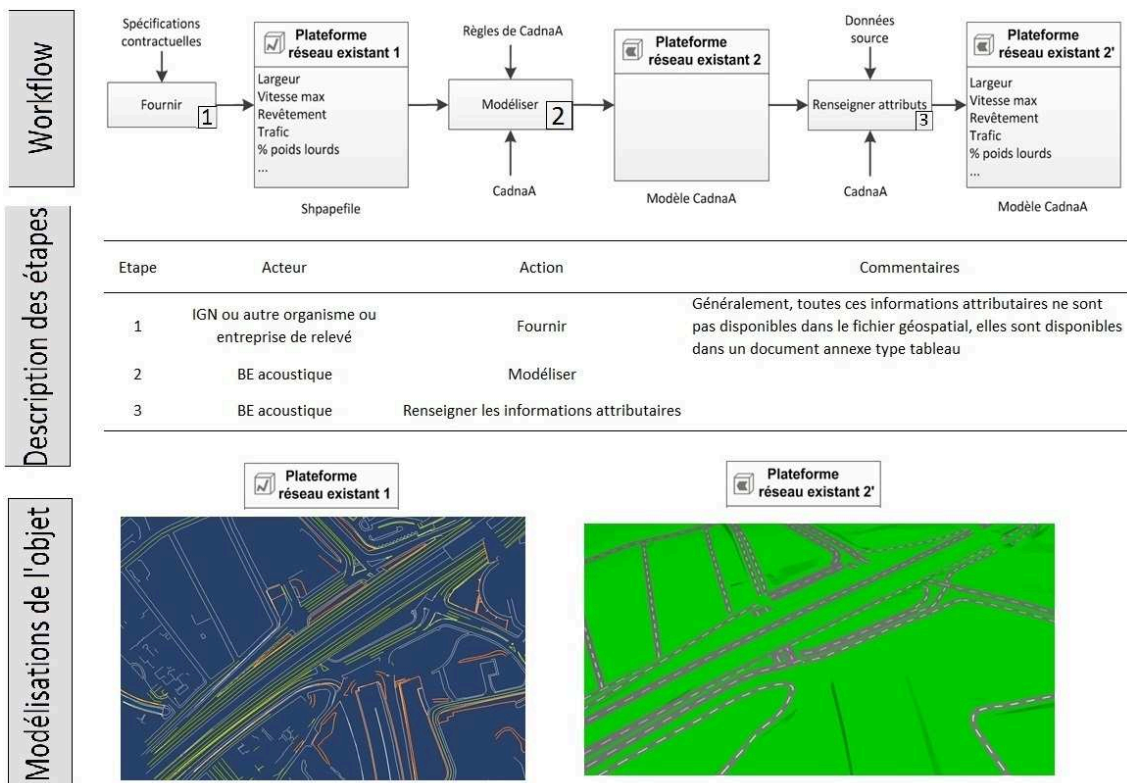 Workflow
Spécifications
contractuelles
Fournir
1
Plateforme
réseau existant 1
Largeur
Vitesse max
Revêtement
Trafic
% poids lourds
...
Shpapefile
Règles de CadnaA
Modéliser
2
CadnaA
Plateforme
réseau existant 2
Modèle CadnaA
Données
source
Renseigner attributs
3
CadnaA
Plateforme
réseau existant 2'
Largeur
Vitesse max
Revêtement
Trafic
% poids lourds
...
Modèle CadnaA
Description des étapes
Etape Acteur Action Commentaires
1
IGN ou autre organisme ou
entreprise de relevé
Fournir
Généralement, toutes ces informations attributaires ne sont
pas disponibles dans le fichier géospatial, elles sont disponibles
dans un document annexe type tableau
2 BE acoustique Modéliser
3 BE acoustique Renseigner les informations attributaires
Modélisations de l'objet
Plateforme
réseau existant 1
Plateforme
réseau existant 2'